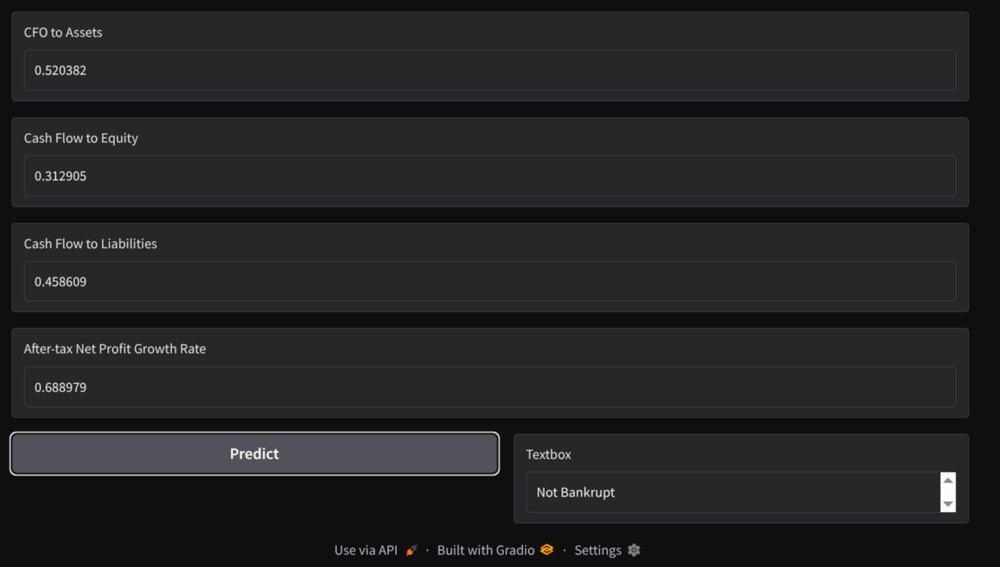 CFO to Assets
0.520382
Cash Flow to Equity
0.312905
Cash Flow to Liabilities
0.458609
After-tax Net Profit Growth Rate
0.688979
Predict
Textbox
Not Bankrupt
Use via API · Built with Gradio · Settings